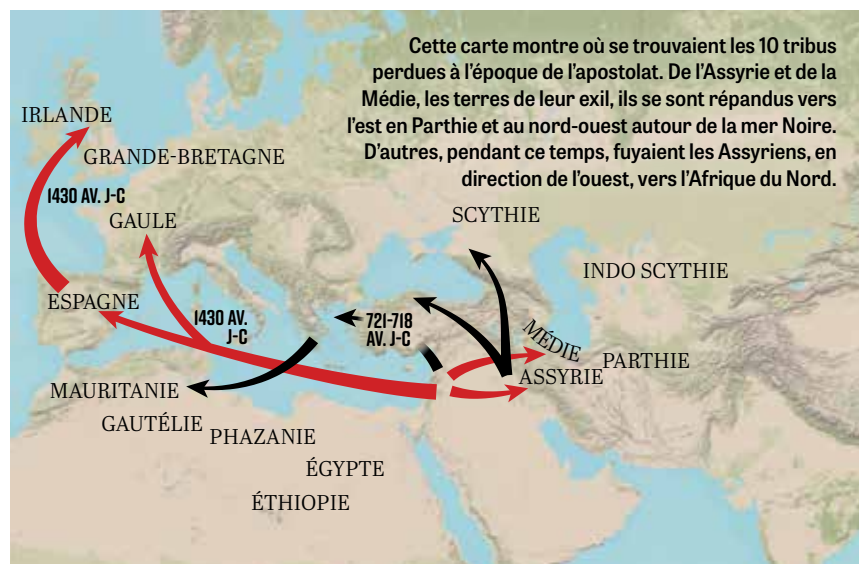 Cette carte montre où se trouvaient les 10 tribus
perdues à l'époque de l'apostolat. De l'Assyrie et de la
Médie, les terres de leur exil, ils se sont répandus vers
l'est en Parthie et au nord-ouest autour de la mer Noire.
D'autres, pendant ce temps, fuyaient les Assyriens, en
direction de l'ouest, vers l'Afrique du Nord.
IRLANDE
GRANDE-BRETAGNE
1430 AV. J-C
GAULE
SCYTHIE
INDO SCYTHIE
ESPAGNE
1430 AV.
J-C
721-718
AV. J-C
MÉDIE
PARTHIE
ASSYRIE
MAURITANIE
GAUTÉLIE
PHAZANIE
ÉGYPTE
ÉTHIOPIE